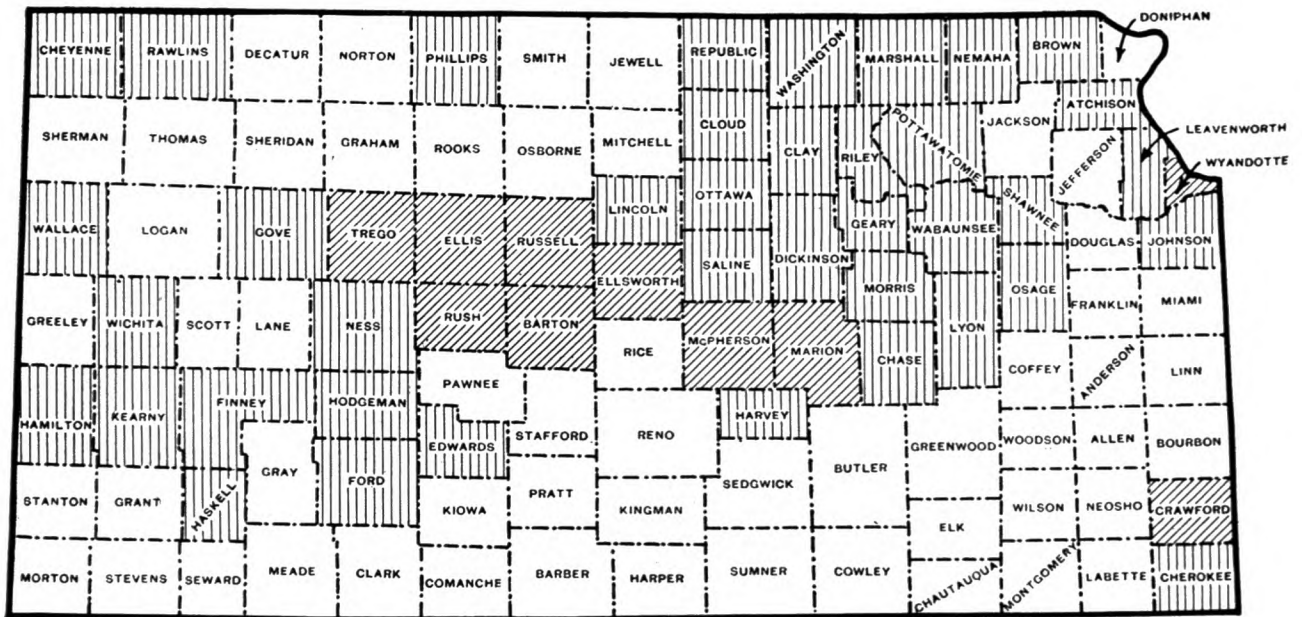 DONIPHAN
CHEYENNE RAWLINS DECATUR NORTON PHILLIPS SMITH JEWELL REPUBLIC WASHINGTON MARSHALL NEMAHA BROWN
ATCHISON
SHERMAN THOMAS SHERIDAN GRAHAM ROOKS OSBORNE MITCHELL CLOUD CLAY RILEY POTTAWATOMIE JACKSON JEFFERSON LEAVENWORTH
WYANDOTTE
WALLACE LOGAN GOVE TREGO ELLIS RUSSELL LINCOLN OTTAWA DICKINSON GEARY WABAUNSEE SHAWNEE DOUGLAS JOHNSON
ELLSWORTH SALINE MORRIS OSAGE
GREELEY WICHITA SCOTT LANE NESS RUSH BARTON RICE McPHERSON MARION CHASE LYON FRANKLIN MIAMI
PAWNEE COFFEY ANDERSON LINN
HAMILTON KEARNY FINNEY HODGEMAN EDWARDS STAFFORD RENO HARVEY BUTLER GREENWOOD WOODSON ALLEN BOURBON
GRAY FORD
STANTON GRANT HASKELL KIOWA PRATT KINGMAN SEDGWICK ELK WILSON NEOSHO CRAWFORD
MORTON STEVENS SEWARD MEADE CLARK COMANCHE BARBER HARPER SUMNER COWLEY CHAUTAUQUA MONTGOMERY LABETTE CHEROKEE